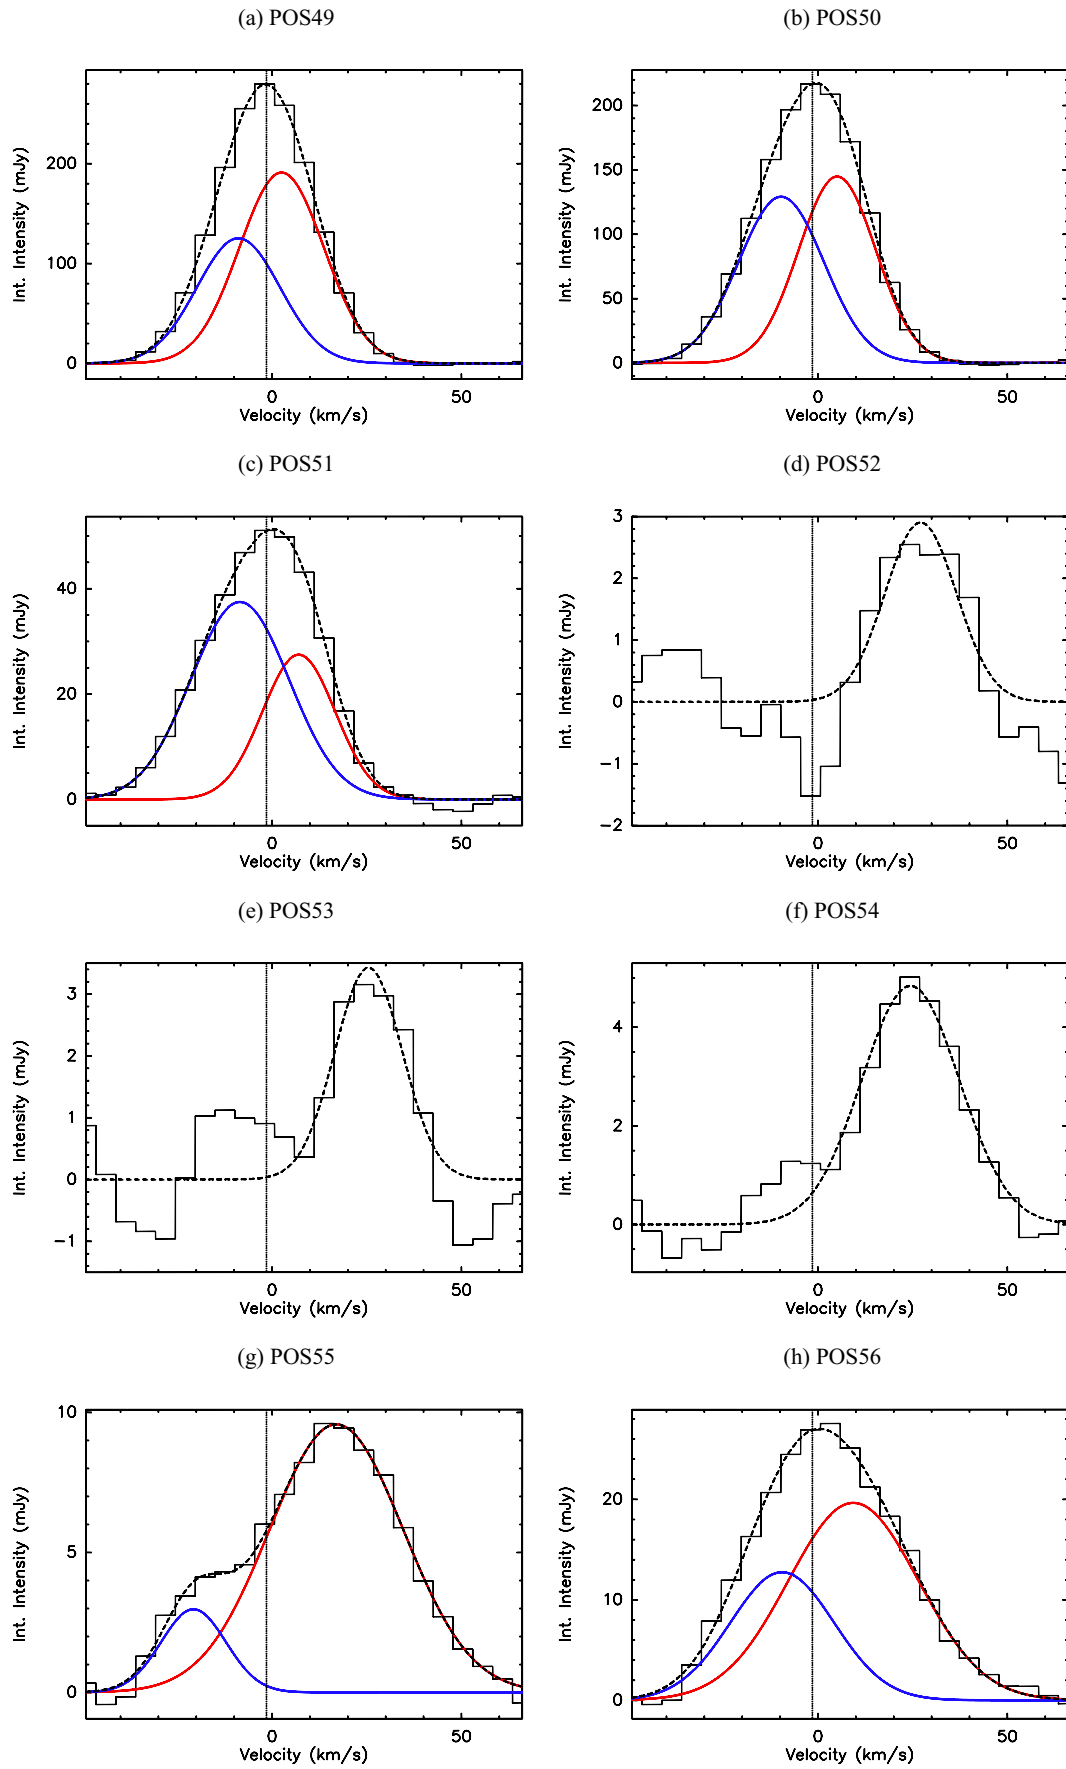 (a) POS49
(b) POS50
Int. Intensity (mJy)
200
100
0
0
50
Velocity (km/s)
Int. Intensity (mJy)
200
150
100
50
0
0
50
Velocity (km/s)
(c) POS51
(d) POS52
Int. Intensity (mJy)
40
20
0
0
50
Velocity (km/s)
Int. Intensity (mJy)
3
2
1
0
−1
−2
0
50
Velocity (km/s)
(e) POS53
(f) POS54
Int. Intensity (mJy)
3
2
1
0
−1
0
50
Velocity (km/s)
Int. Intensity (mJy)
4
2
0
0
50
Velocity (km/s)
(g) POS55
(h) POS56
Int. Intensity (mJy)
10
5
0
0
50
Velocity (km/s)
Int. Intensity (mJy)
20
10
0
0
50
Velocity (km/s)